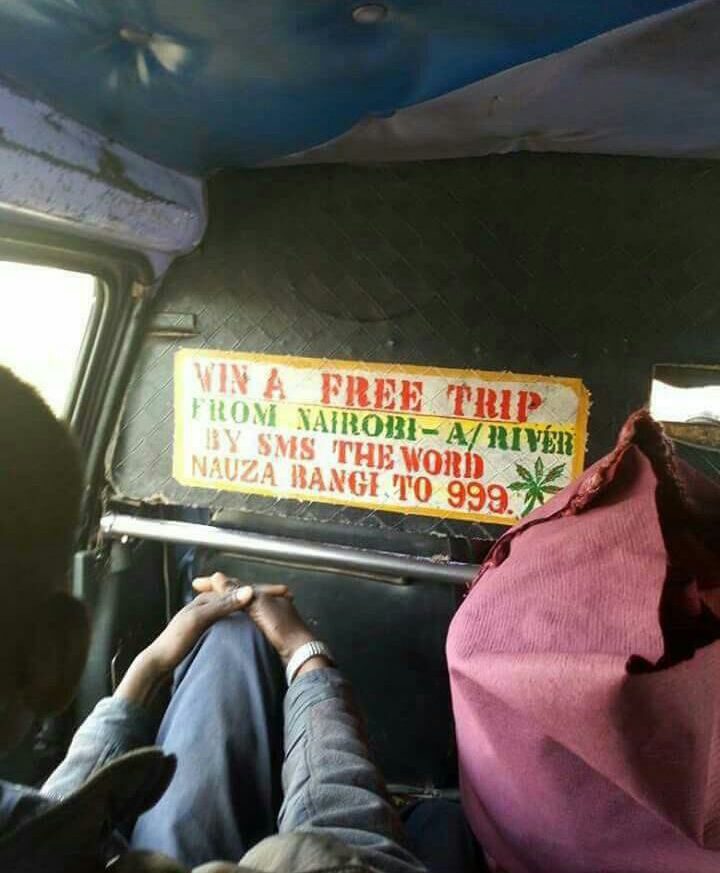 WIN A FREE TRIP
FROM NAIROBI-A/RIVER
BY SMS THE WORD
NAUZA BANGI TO 999.